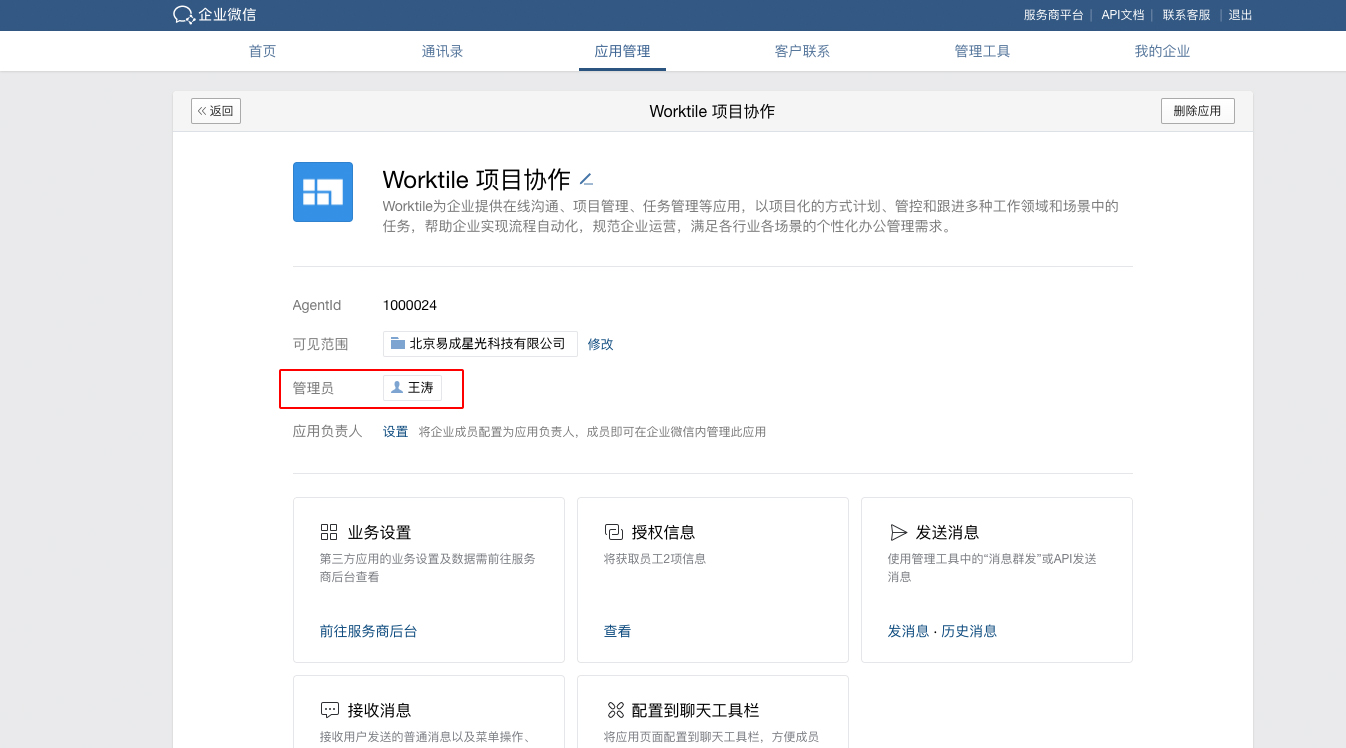 企业微信
服务商平台 | API文档 | 联系客服 | 退出
首页 通讯录 应用管理 客户联系 管理工具 我的企业
返回 Worktile 项目协作 删除应用
Worktile 项目协作
Worktile为企业提供在线沟通、项目管理、任务管理等应用，以项目化的方式计划、管控和跟进多种工作领域和场景中的
任务，帮助企业实现流程自动化，规范企业运营，满足各行业各场景的个性化办公管理需求。
AgentId 1000024
可见范围 北京易成星光科技有限公司 修改
管理员 王涛
应用负责人 设置 将企业成员配置为应用负责人，成员即可在企业微信内管理此应用
业务设置
第三方应用的业务设置及数据需前往服务
商后台查看
前往服务商后台
授权信息
将获取员工2项信息
查看
发送消息
使用管理工具中的“消息群发”或API发送
消息
发消息 · 历史消息
接收消息
接收用户发送的普通消息以及菜单操作、
配置到聊天工具栏
将应用页面配置到聊天工具栏，方便成员